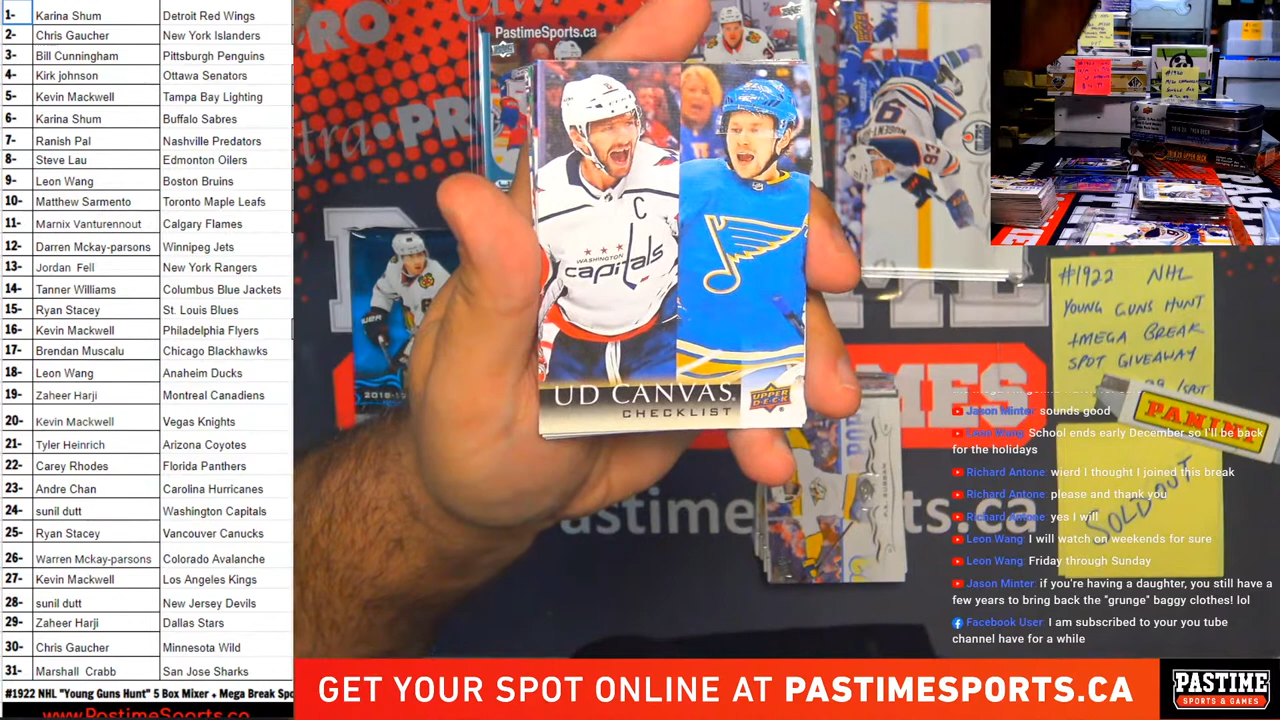 1- Karina Shum Detroit Red Wings
2- Chris Gaucher New York Islanders
3- Bill Cunningham Pittsburgh Penguins
4- Kirk johnson Ottawa Senators
5- Kevin Mackwell Tampa Bay Lighting
6- Karina Shum Buffalo Sabres
7- Ranish Pal Nashville Predators
8- Steve Lau Edmonton Oilers
9- Leon Wang Boston Bruins
10- Matthew Sarmento Toronto Maple Leafs
11- Marnix Vanturennout Calgary Flames
12- Darren Mckay-parsons Winnipeg Jets
13- Jordan Fell New York Rangers
14- Tanner Williams Columbus Blue Jackets
15- Ryan Stacey St. Louis Blues
16- Kevin Mackwell Philadelphia Flyers
17- Brendan Muscalu Chicago Blackhawks
18- Leon Wang Anaheim Ducks
19- Zaheer Harji Montreal Canadiens
20- Kevin Mackwell Vegas Knights
21- Tyler Heinrich Arizona Coyotes
22- Carey Rhodes Florida Panthers
23- Andre Chan Carolina Hurricanes
24- sunil dutt Washington Capitals
25- Ryan Stacey Vancouver Canucks
26- Warren Mckay-parsons Colorado Avalanche
27- Kevin Mackwell Los Angeles Kings
28- sunil dutt New Jersey Devils
29- Zaheer Harji Dallas Stars
30- Chris Gaucher Minnesota Wild
31- Marshall Crabb San Jose Sharks
#1922 NHL "Young Guns Hunt" 5 Box Mixer + Mega Break Spo
www.PastimeSports.ca
PastimeSports.ca
C
WASHINGTON
capitals
UD CANVAS.
CHECKLIST
UPPER DECK
#1922 NHL
YOUNG GUNS HUNT
+MEGA BREAK
SPOT GIVEAWAY
/SPOT
PANINI
SOLD OUT
Jason Minter sounds good
Leon Wang: School ends early December so I'll be back
for the holidays
Richard Antone: wierd I thought I joined this break
Richard Antone: please and thank you
Richard Antone: yes I will
Leon Wang: I will watch on weekends for sure
Leon Wang: Friday through Sunday
Jason Minter if you're having a daughter, you still have a
few years to bring back the "grunge" baggy clothes! lol
Facebook User I am subscribed to your you tube
channel have for a while
P.K. SUBBAN
astime ts.ca
GET YOUR SPOT ONLINE AT PASTIMESPORTS.CA
PASTIME
SPORTS & GAMES